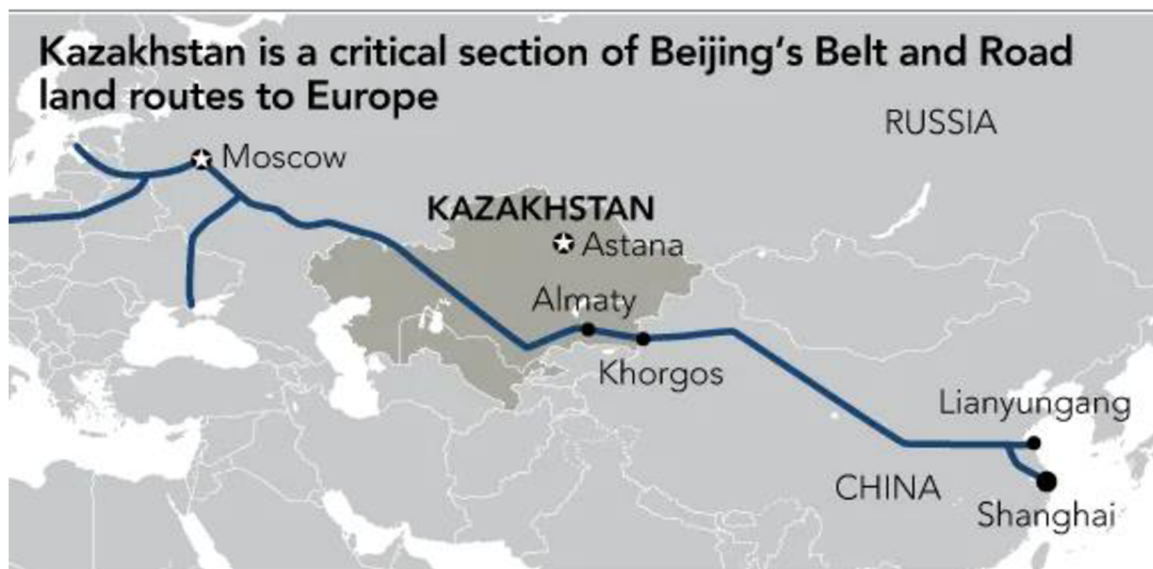 Kazakhstan is a critical section of Beijing's Belt and Road
land routes to Europe
RUSSIA
Moscow
KAZAKHSTAN
Astana
Almaty
Khorgos
Lianyungang
CHINA
Shanghai